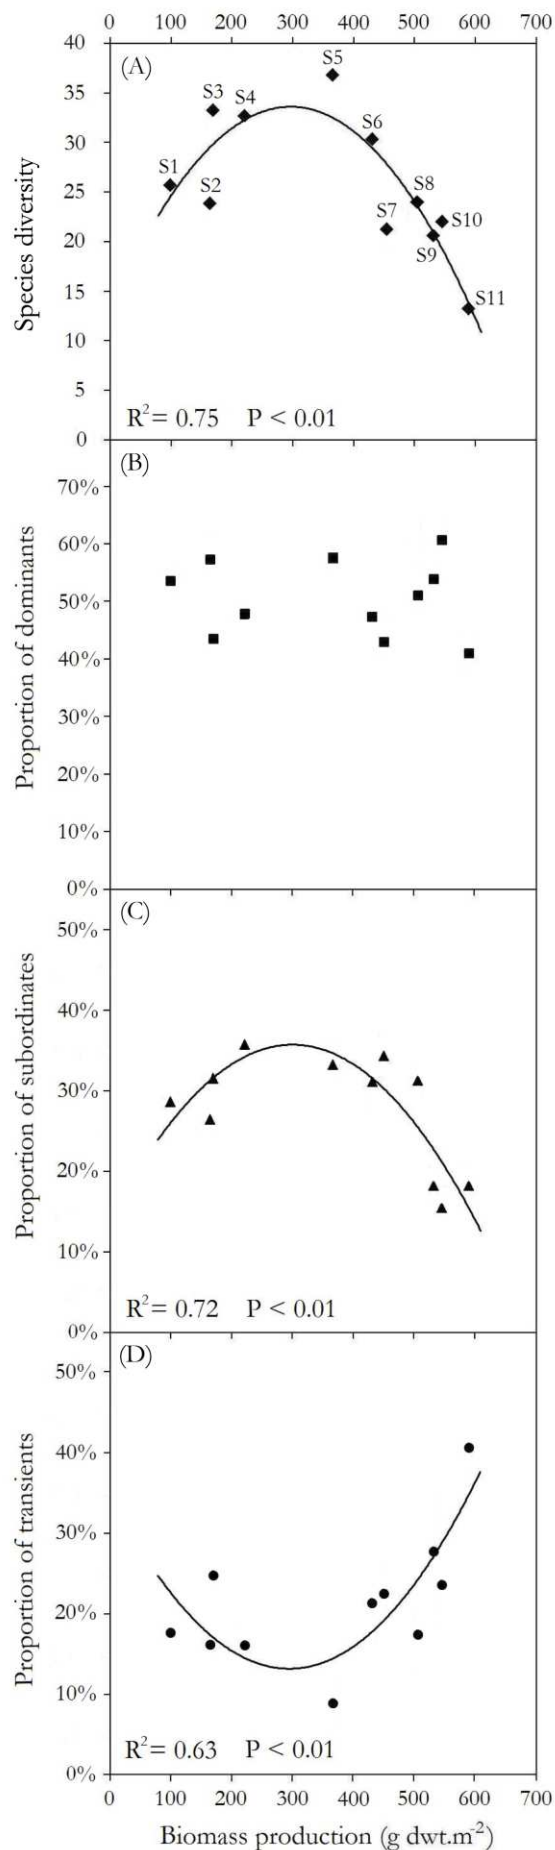 0 100 200 300 400 500 600 700
(A)
40
35
30
25
20
15
10
5
0
Species diversity
S5
S3 S4
S6
S1
S2
S8
S7
S10
S9
S11
R²= 0.75 P < 0.01
(B)
70%
60%
50%
40%
30%
20%
10%
0%
Proportion of dominants
(C)
50%
40%
30%
20%
10%
0%
Proportion of subordinates
R²= 0.72 P < 0.01
(D)
50%
40%
30%
20%
10%
0%
Proportion of transients
R²= 0.63 P < 0.01
0 100 200 300 400 500 600 700
Biomass production (g dwt.m⁻²)